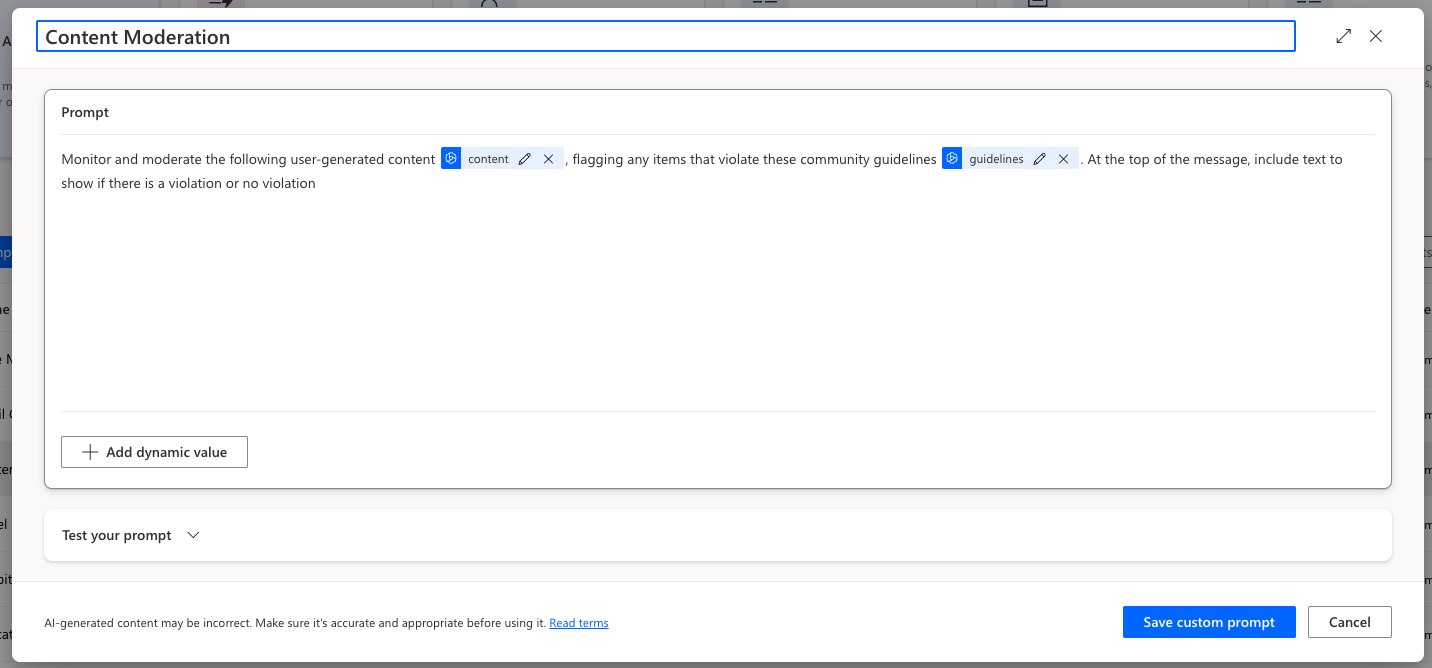 Content Moderation
Prompt
Monitor and moderate the following user-generated content content , flagging any items that violate these community guidelines guidelines . At the top of the message, include text to
show if there is a violation or no violation
Add dynamic value
Test your prompt
AI-generated content may be incorrect. Make sure it's accurate and appropriate before using it. Read terms
Save custom prompt
Cancel